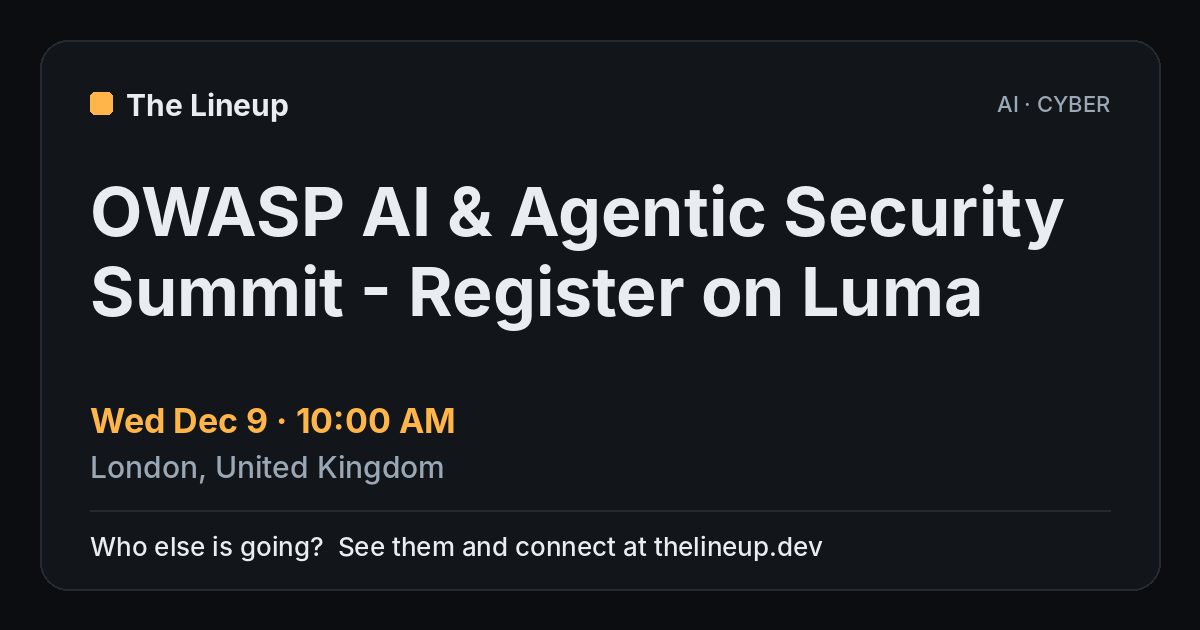 The Lineup
AI · CYBER
OWASP AI & Agentic Security
Summit - Register on Luma
Wed Dec 9 · 10:00 AM
London, United Kingdom
Who else is going? See them and connect at thelineup.dev